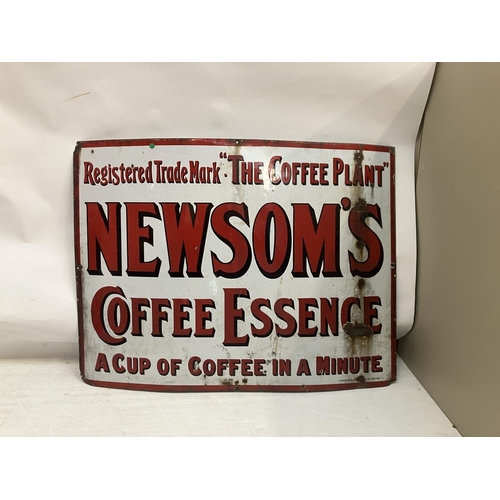 Registered Trade Mark "THE COFFEE PLANT"
NEWSOM'S
COFFEE ESSENCE
A CUP OF COFFEE IN A MINUTE